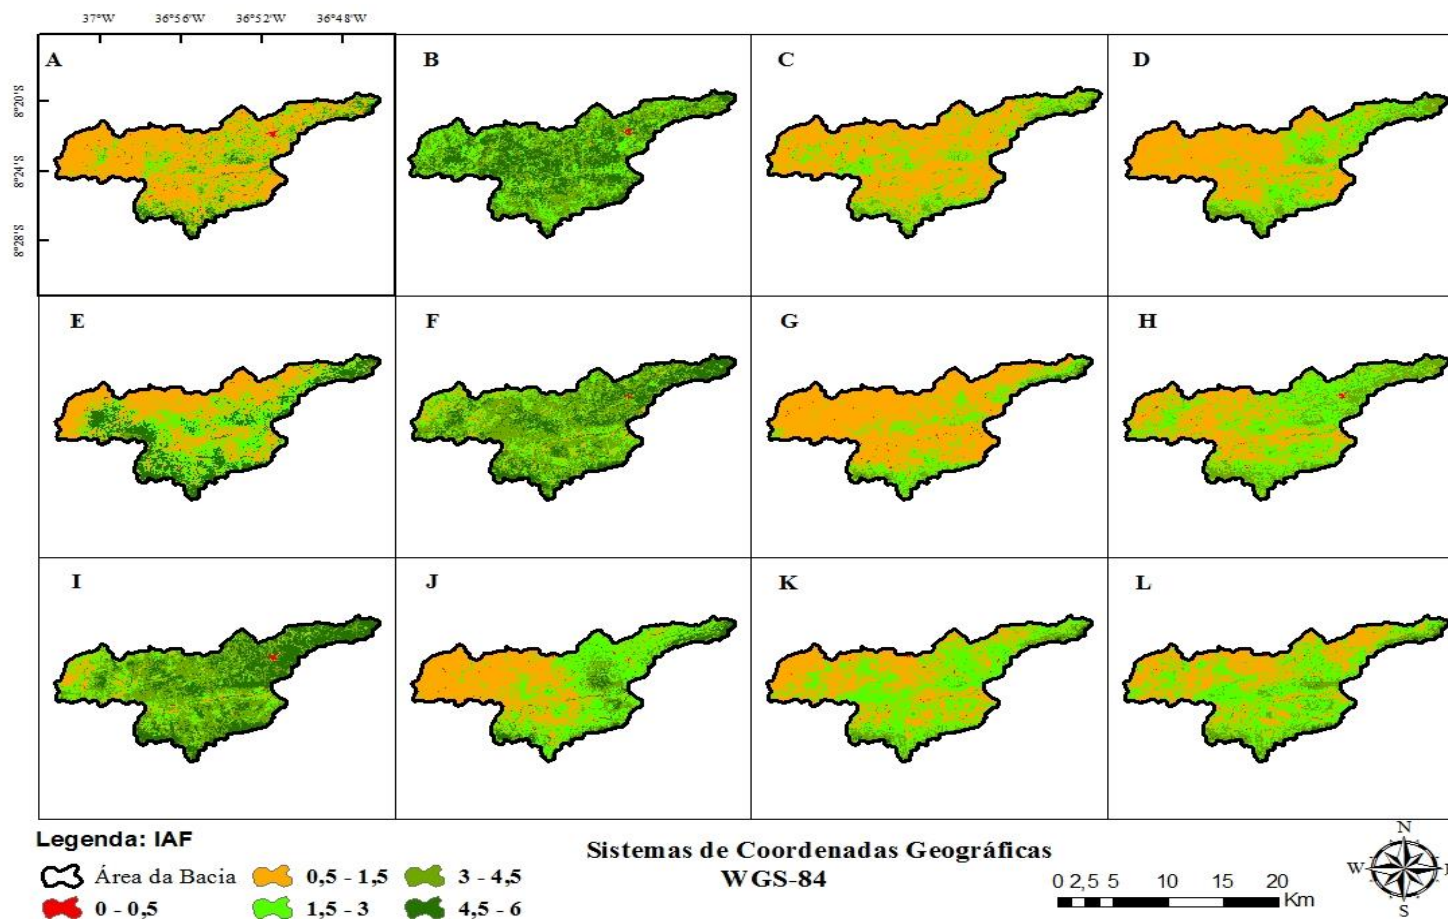 37°W 36°56'W 36°52'W 36°48'W
8°20'S
8°24'S
8°28'S
A B C D
E F G H
I J K L
Legenda: IAF
Área da Bacia 0,5 - 1,5 3 - 4,5
0 - 0,5 1,5 - 3 4,5 - 6
Sistemas de Coordenadas Geográficas
WGS-84
0 2,5 5 10 15 20
Km
N
W
S